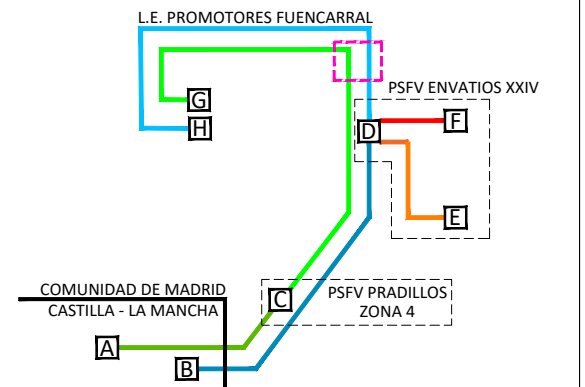 L.E. PROMOTORES FUENCARRAL
PSFV ENVATIOS XXIV
G
H
F
D
E
COMUNIDAD DE MADRID
CASTILLA - LA MANCHA
C
PSFV PRADILLOS
ZONA 4
A
B